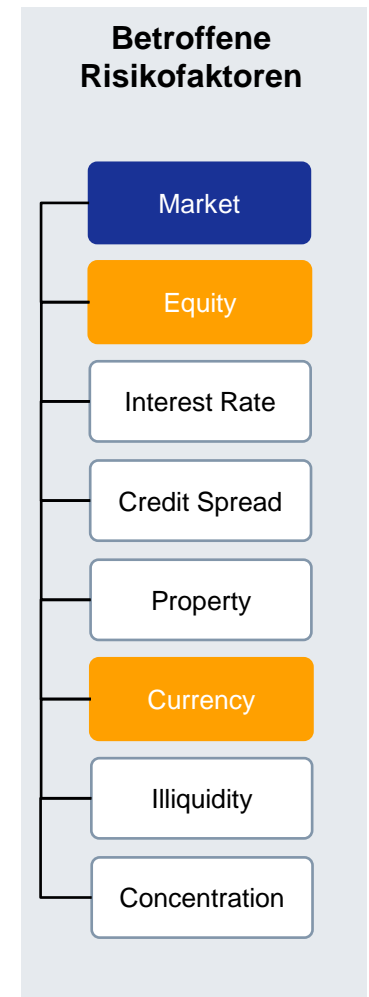 Betroffene
Risikofaktoren
Market
Equity
Interest Rate
Credit Spread
Property
Currency
Illiquidity
Concentration